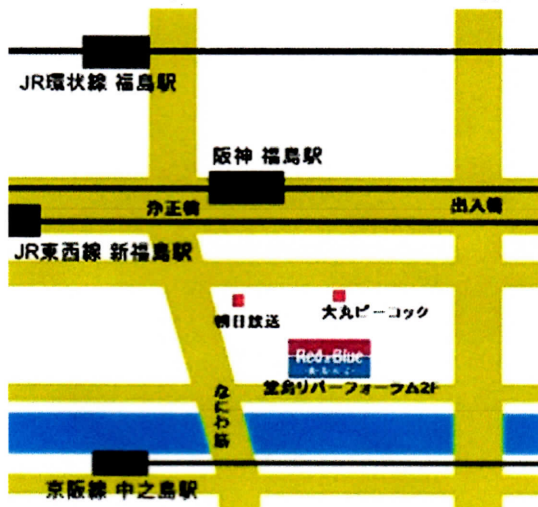 JR環状線 福島駅
阪神 福島駅
浄正橋
出入橋
JR東西線 新福島駅
朝日放送
大丸ピーコック
Red Blue
堂島リバーフォーラム2F
なにわ筋
京阪線 中之島駅